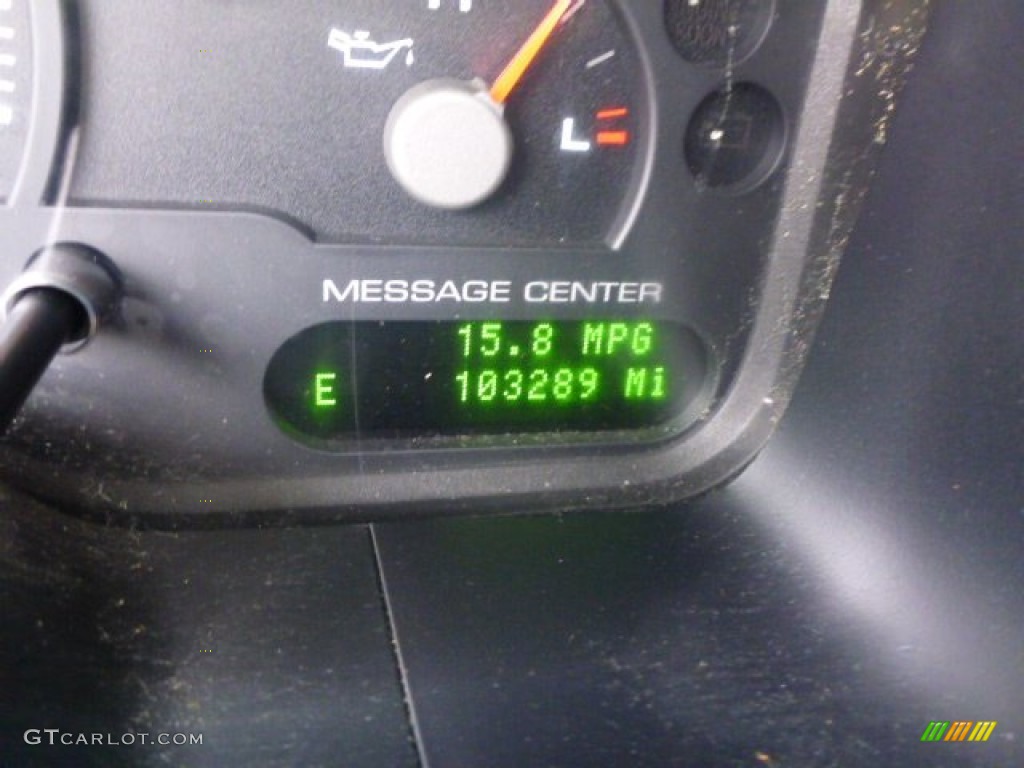 L
MESSAGE CENTER
15.8 MPG
E 103289 Mi
GTCARLOT.COM